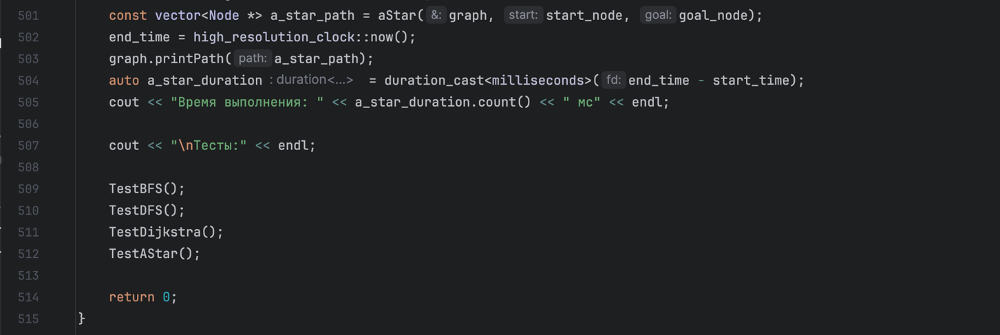 501 const vector<Node *> a_star_path = aStar( &: graph, start: start_node, goal: goal_node);
502 end_time = high_resolution_clock::now();
503 graph.printPath( path: a_star_path);
504 auto a_star_duration : duration<...> = duration_cast<milliseconds>( fd: end_time - start_time);
505 cout << "Время выполнения: " << a_star_duration.count() << " мс" << endl;
506
507 cout << "\nТесты:" << endl;
508
509 TestBFS();
510 TestDFS();
511 TestDijkstra();
512 TestAStar();
513
514 return 0;
515 }